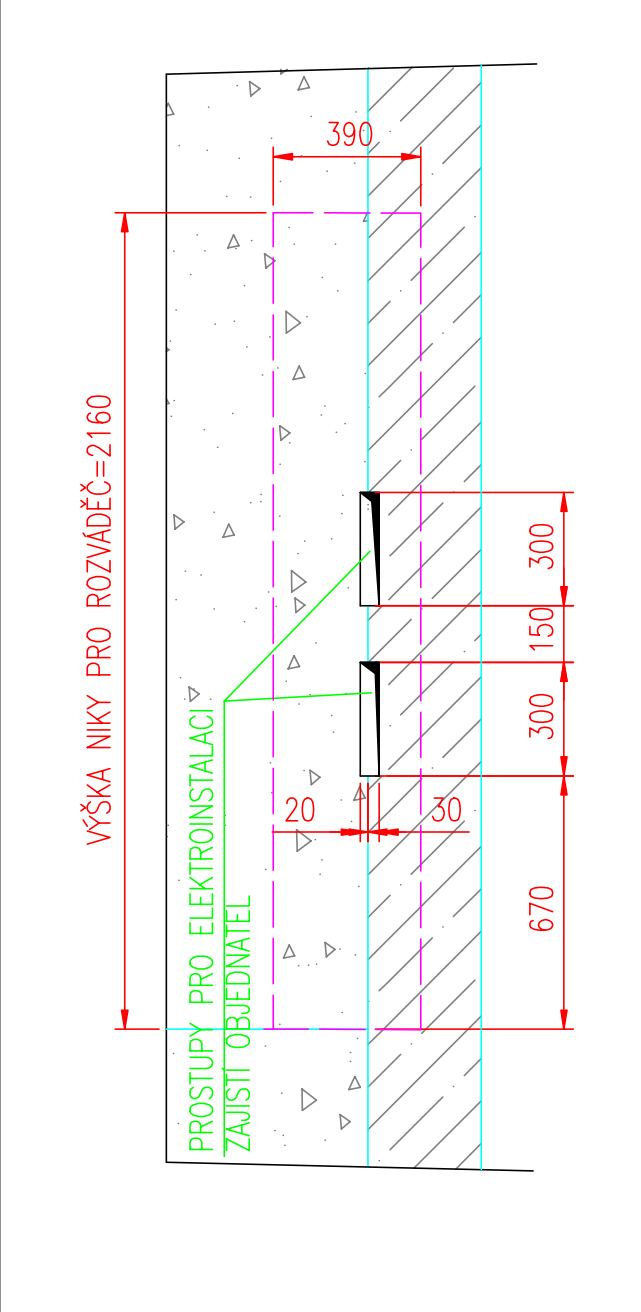 390
VÝŠKA NIKY PRO ROZVÁDĚČ=2160
300
150
300
20
30
670
PROSTUPY PRO ELEKTROINSTALACI
ZAJISTÍ OBJEDNATEL